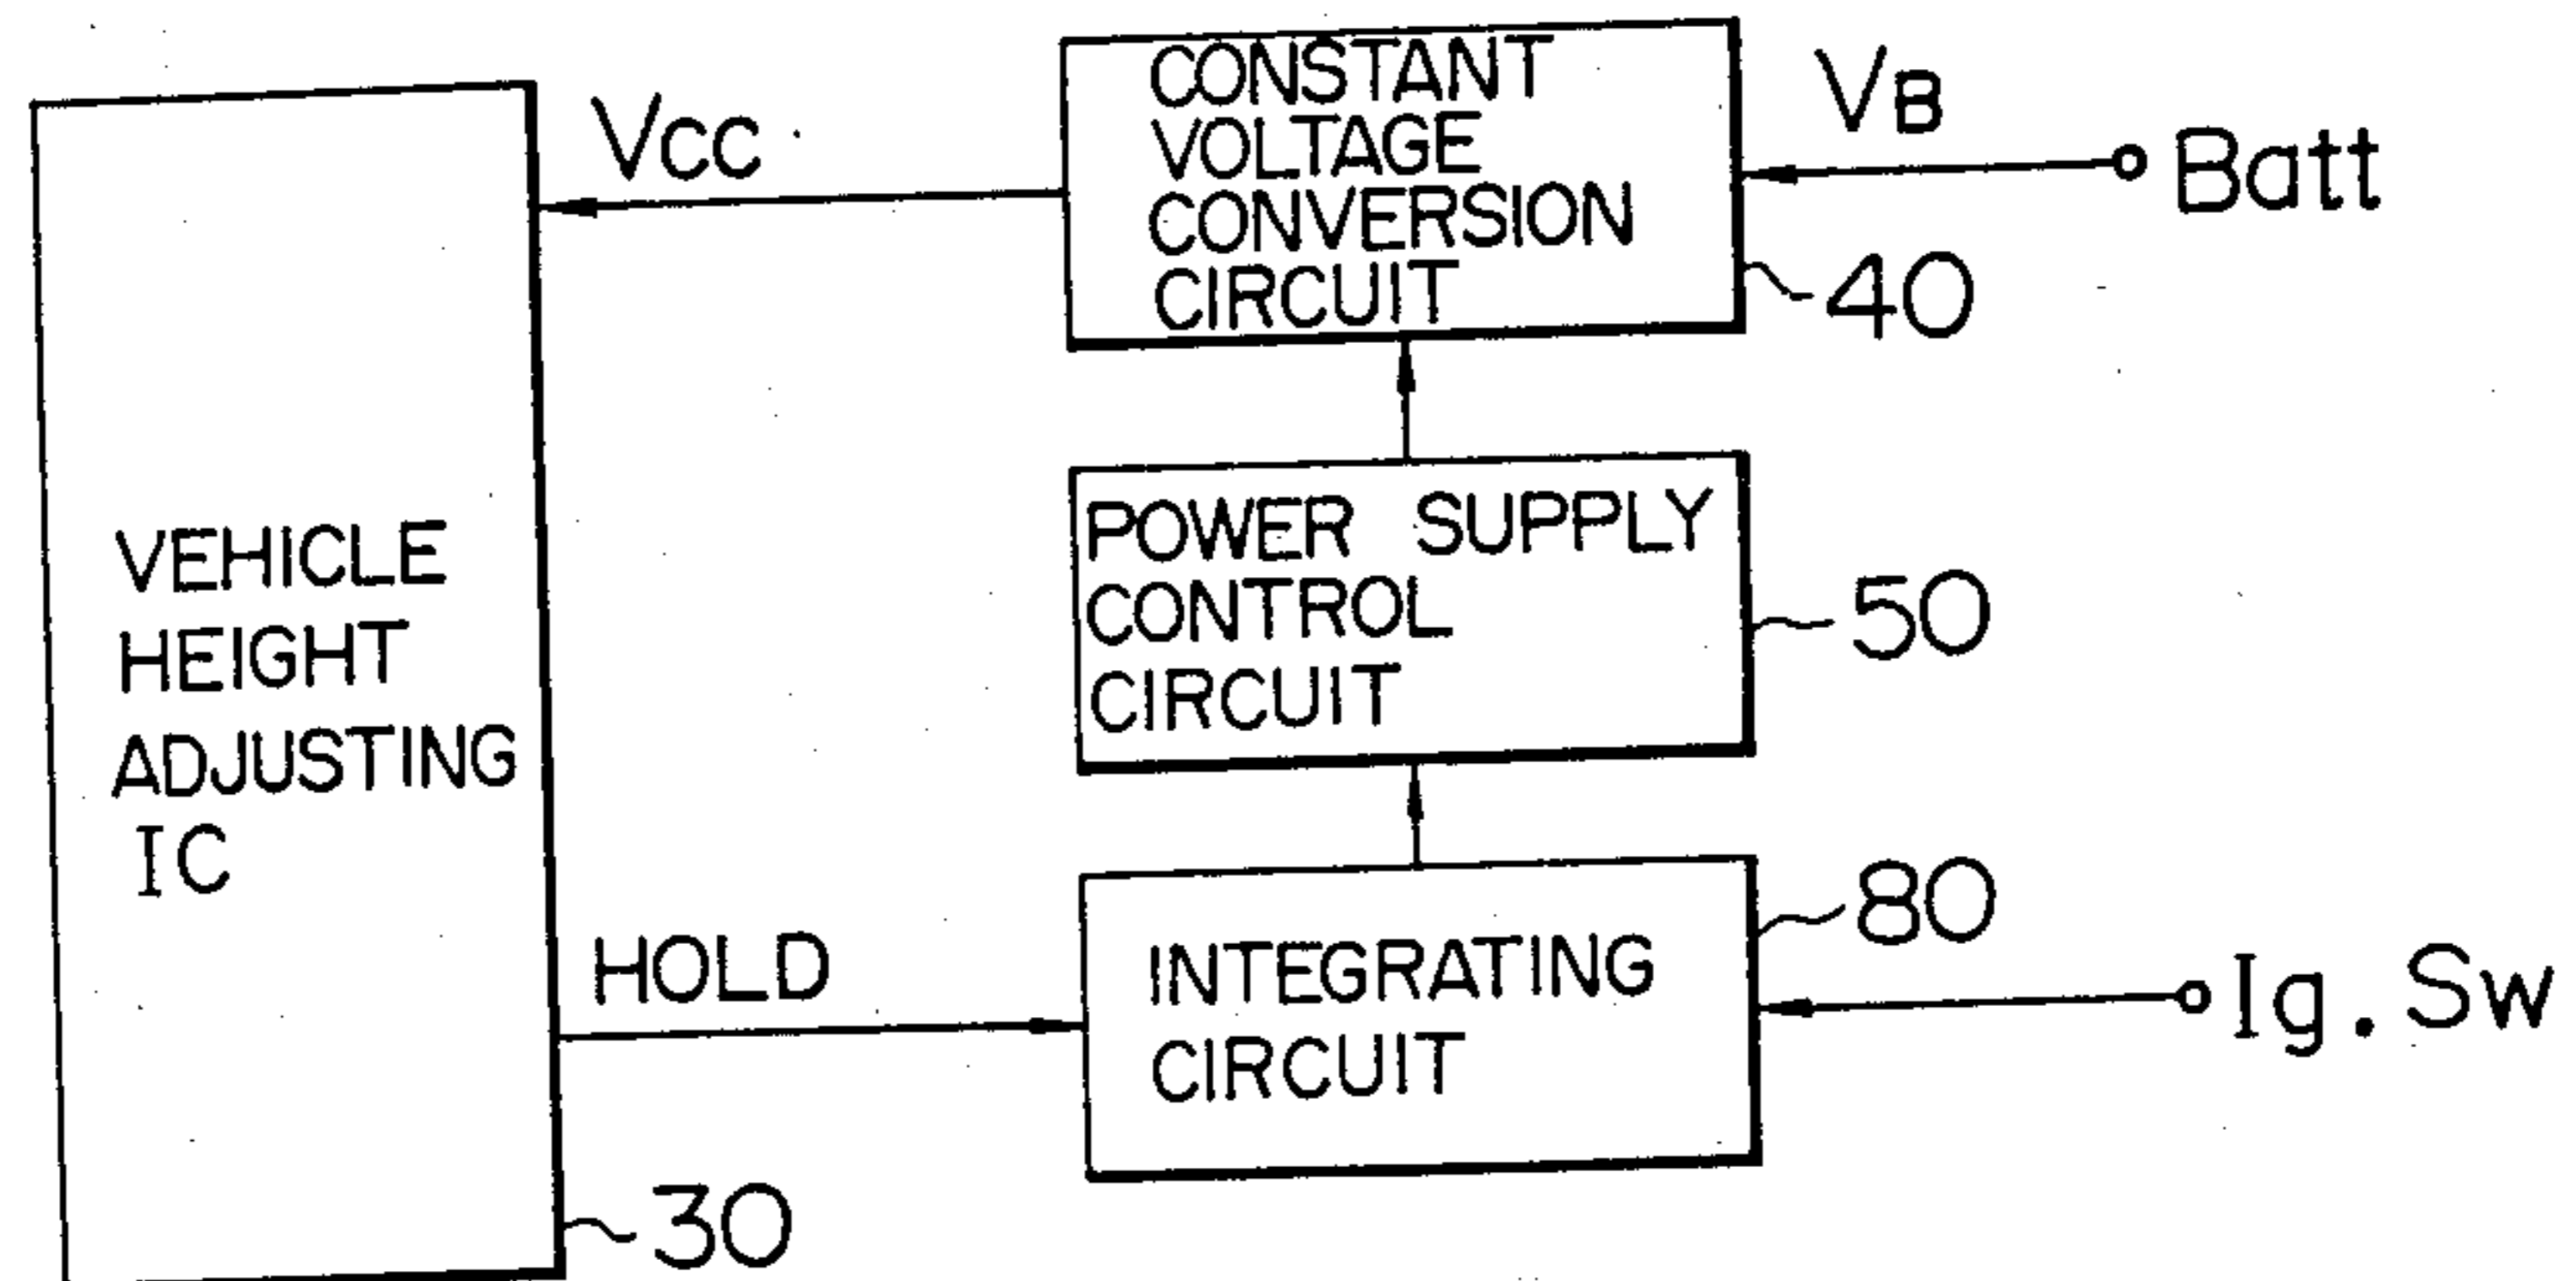 VEHICLE
HEIGHT
ADJUSTING
IC
30
VCC
HOLD
CONSTANT
VOLTAGE
CONVERSION
CIRCUIT
40
VB
Batt
POWER SUPPLY
CONTROL
CIRCUIT
50
INTEGRATING
CIRCUIT
80
Ig. SW